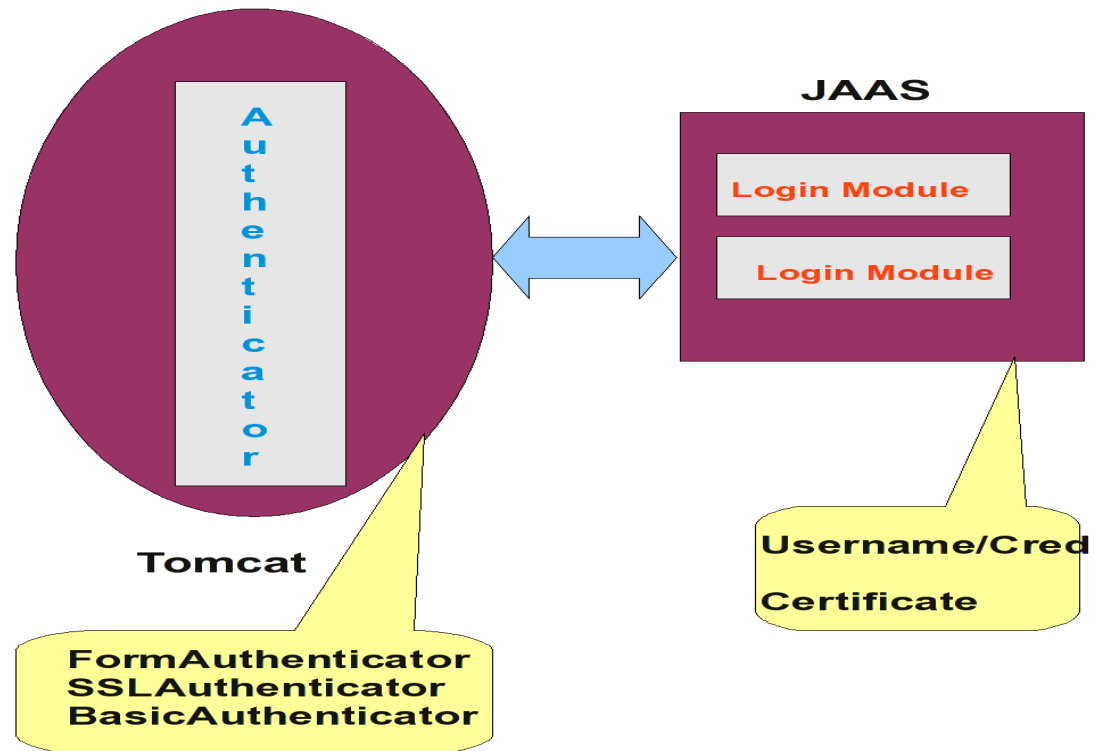 Authenticator
JAAS
Login Module
Login Module
Tomcat
Username/Cred
Certificate
FormAuthenticator
SSLAuthenticator
BasicAuthenticator